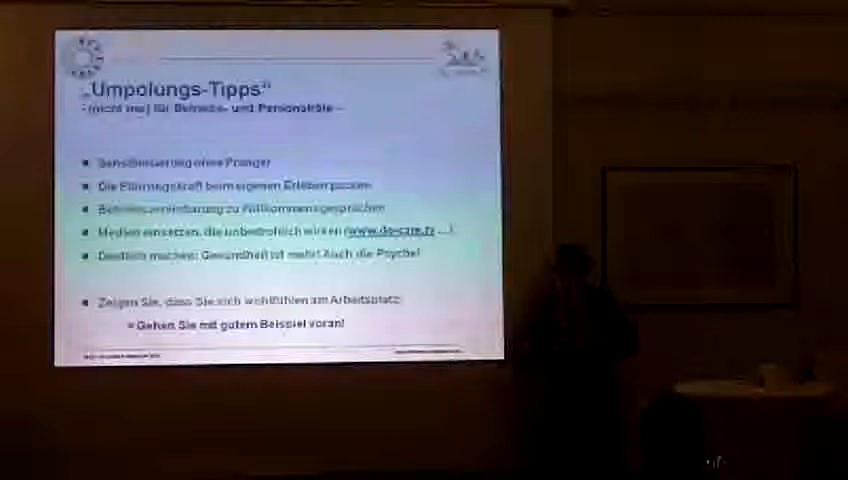 „Umpolungs-Tipps“
- (nicht nur) für Betriebs- und Personalräte -
Sensibilisierung ohne Pranger
Die Führungskraft beim eigenen Erleben packen
Betriebsvereinbarung zu Willkommensgesprächen
Medien einsetzen, die unbedrohlich wirken (www.do-care.tv ...)
Deutlich machen: Gesundheit ist mehr! Auch die Psyche!
Zeigen Sie, dass Sie sich wohlfühlen am Arbeitsplatz
= Gehen Sie mit gutem Beispiel voran!